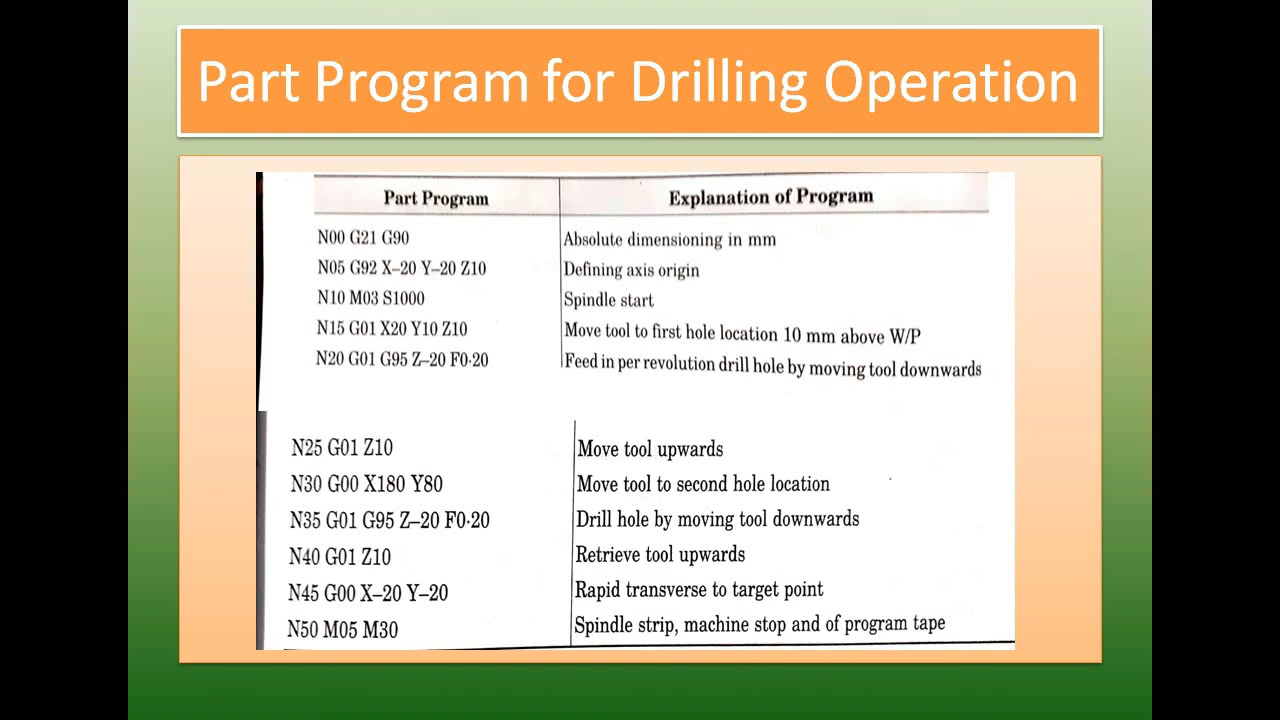 Part Program for Drilling Operation
Part Program Explanation of Program
N00 G21 G90 Absolute dimensioning in mm
N05 G92 X–20 Y–20 Z10 Defining axis origin
N10 M03 S1000 Spindle start
N15 G01 X20 Y10 Z10 Move tool to first hole location 10 mm above W/P
N20 G01 G95 Z–20 F0·20 Feed in per revolution drill hole by moving tool downwards
N25 G01 Z10 Move tool upwards
N30 G00 X180 Y80 Move tool to second hole location
N35 G01 G95 Z–20 F0·20 Drill hole by moving tool downwards
N40 G01 Z10 Retrieve tool upwards
N45 G00 X–20 Y–20 Rapid transverse to target point
N50 M05 M30 Spindle strip, machine stop and of program tape